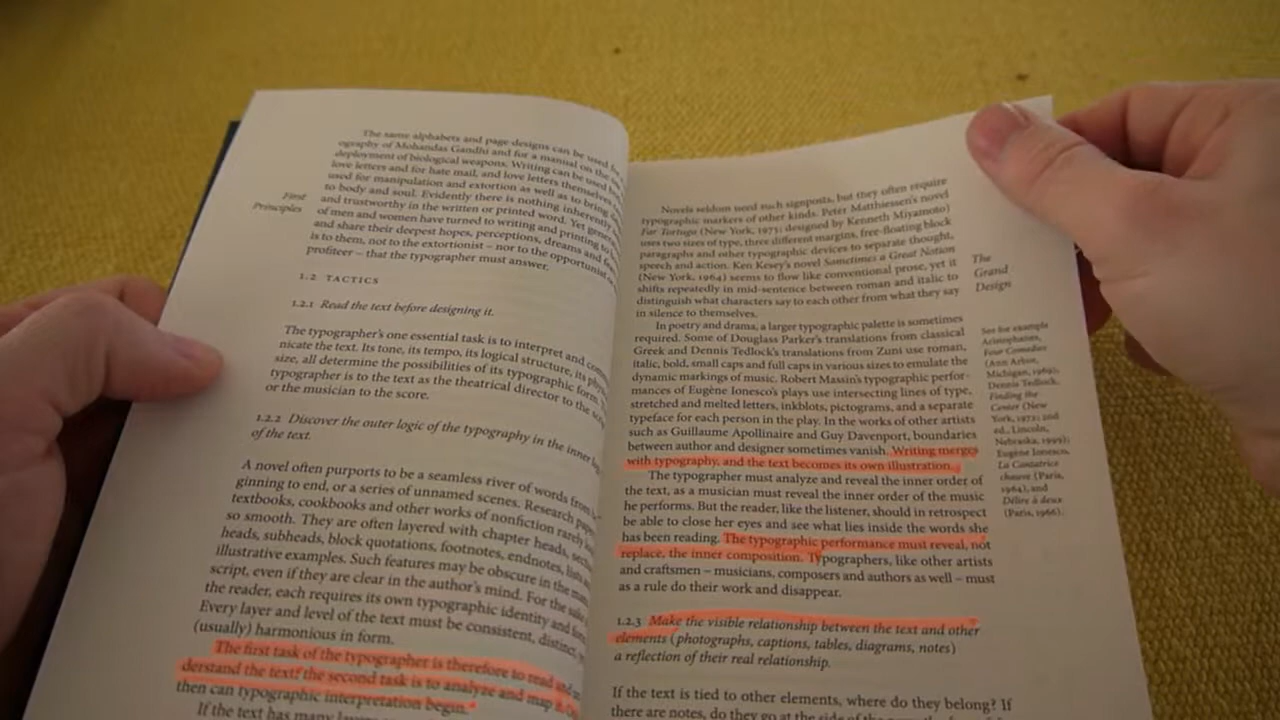 The same alphabets and page designs can be used
ography of Mohandas Gandhi and for a manual on the
deployment of biological weapons. Writing can be used
love letters and for hate mail, and love letters themselves
used for manipulation and extortion as well as to bring
to body and soul. Evidently there is nothing inherently
and trustworthy in the written or printed word. Yet
of men and women have turned to writing and printing to
and share their deepest hopes, perceptions, dreams and
is to them, not to the extortionist – nor to the opportunist
profiteer – that the typographer must answer.
First
Principles
1.2 TACTICS
1.2.1 Read the text before designing it.
The typographer's one essential task is to interpret and
nicate the text. Its tone, its tempo, its logical structure, its
size, all determine the possibilities of its typographic form.
typographer is to the text as the theatrical director to the
or the musician to the score.
1.2.2 Discover the outer logic of the typography in the inner
of the text.
A novel often purports to be a seamless river of words from
ginning to end, or a series of unnamed scenes. Research
textbooks, cookbooks and other works of nonfiction rarely
so smooth. They are often layered with chapter heads,
heads, subheads, block quotations, footnotes, endnotes, lists
illustrative examples. Such features may be obscure in the
script, even if they are clear in the author's mind. For the
the reader, each requires its own typographic identity and
Every layer and level of the text must be consistent, distinct,
(usually) harmonious in form.
The first task of the typographer is therefore to read and
derstand the text; the second task is to analyze and map it.
then can typographic interpretation begin.
If the text has many
Novels seldom need such signposts, but they often require
typographic markers of other kinds. Peter Matthiessen's novel
Far Tortuga (New York, 1975; designed by Kenneth Miyamoto)
uses two sizes of type, three different margins, free-floating block
paragraphs and other typographic devices to separate thought,
speech and action. Ken Kesey's novel Sometimes a Great Notion
(New York, 1964) seems to flow like conventional prose, yet it
shifts repeatedly in mid-sentence between roman and italic to
distinguish what characters say to each other from what they say
in silence to themselves.
In poetry and drama, a larger typographic palette is sometimes
required. Some of Douglass Parker's translations from classical
Greek and Dennis Tedlock's translations from Zuni use roman,
italic, bold, small caps and full caps in various sizes to emulate the
dynamic markings of music. Robert Massin's typographic perfor-
mances of Eugène Ionesco's plays use intersecting lines of type,
stretched and melted letters, inkblots, pictograms, and a separate
typeface for each person in the play. In the works of other artists
such as Guillaume Apollinaire and Guy Davenport, boundaries
between author and designer sometimes vanish. Writing merges
with typography, and the text becomes its own illustration.
The typographer must analyze and reveal the inner order of
the text, as a musician must reveal the inner order of the music
he performs. But the reader, like the listener, should in retrospect
be able to close her eyes and see what lies inside the words she
has been reading. The typographic performance must reveal, not
replace, the inner composition. Typographers, like other artists
and craftsmen – musicians, composers and authors as well – must
as a rule do their work and disappear.
1.2.3 Make the visible relationship between the text and other
elements (photographs, captions, tables, diagrams, notes)
a reflection of their real relationship.
If the text is tied to other elements, where do they belong? If
there are notes, do they go at the side of the
The
Grand
Design
See for example
Aristophanes,
Four Comedies
(Ann Arbor,
Michigan, 1969);
Dennis Tedlock,
Finding the
Center (New
York, 1972; 2nd
ed., Lincoln,
Nebraska, 1999);
Eugène Ionesco,
La Cantatrice
chauve (Paris,
1964), and
Délire à deux
(Paris, 1966).